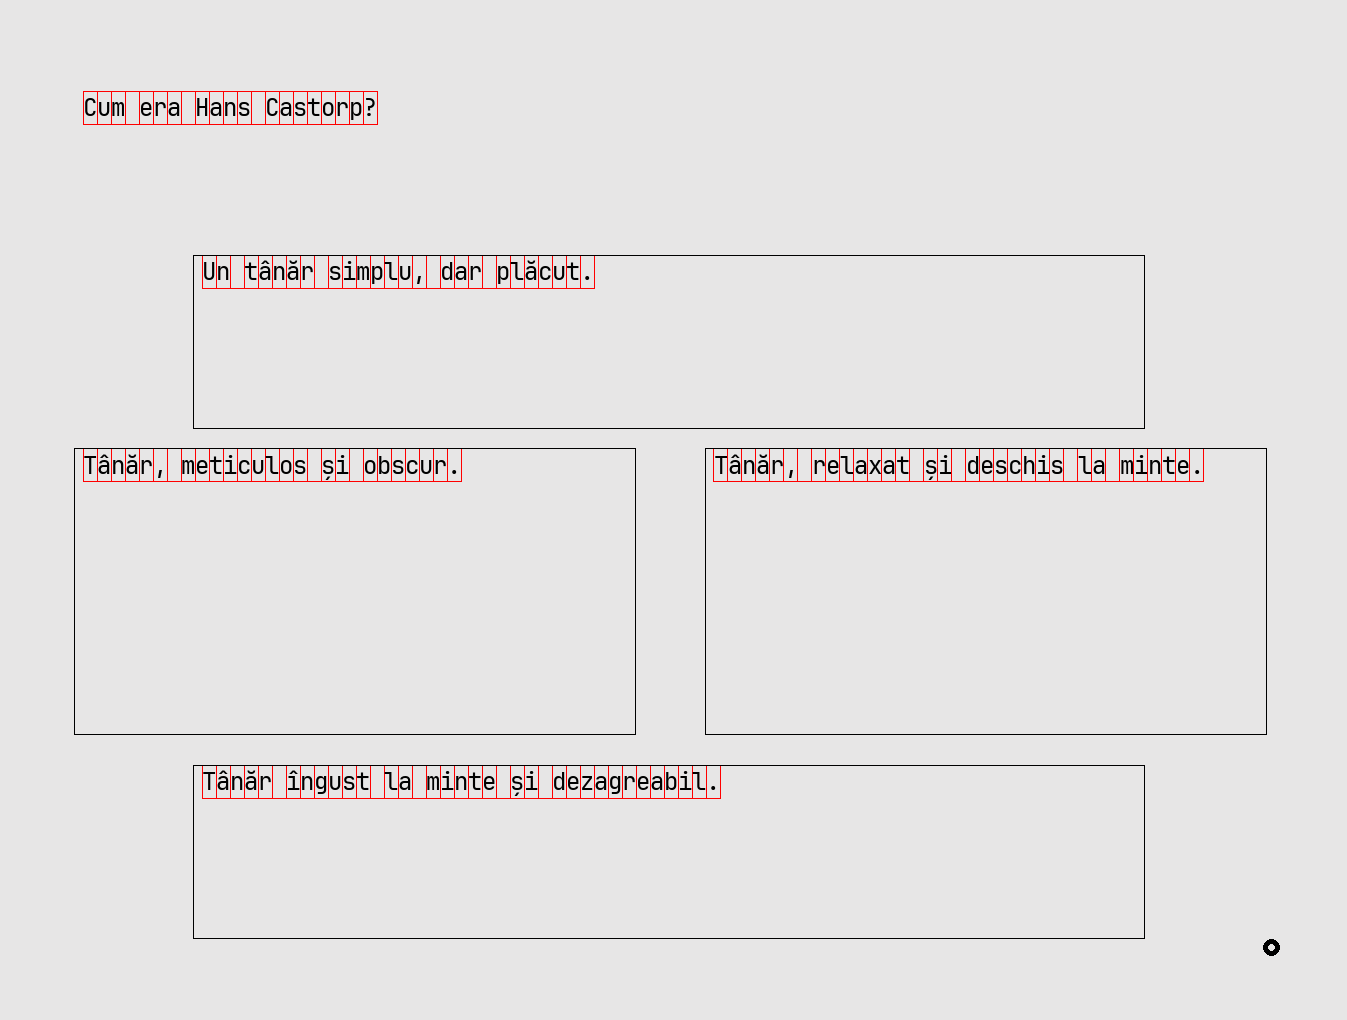 Cum era Hans Castorp?
Un tânăr simplu, dar plăcut.
Tânăr, meticulos și obscur.
Tânăr, relaxat și deschis la minte.
Tânăr îngust la minte și dezagreabil.